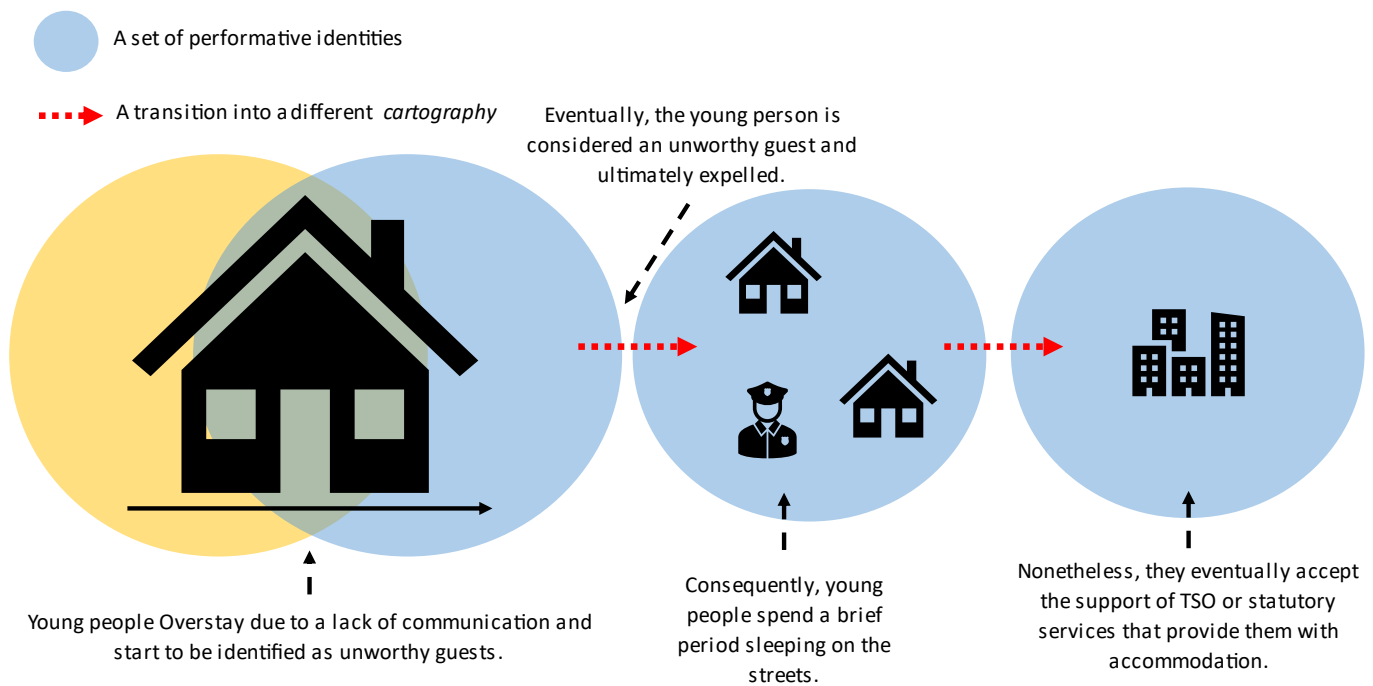 A set of performative identities
A transition into a different cartography
Eventually, the young person is
considered an unworthy guest and
ultimately expelled.
Young people Overstay due to a lack of communication and
start to be identified as unworthy guests.
Consequently, young
people spend a brief
period sleeping on the
streets.
Nonetheless, they eventually accept
the support of TSO or statutory
services that provide them with
accommodation.